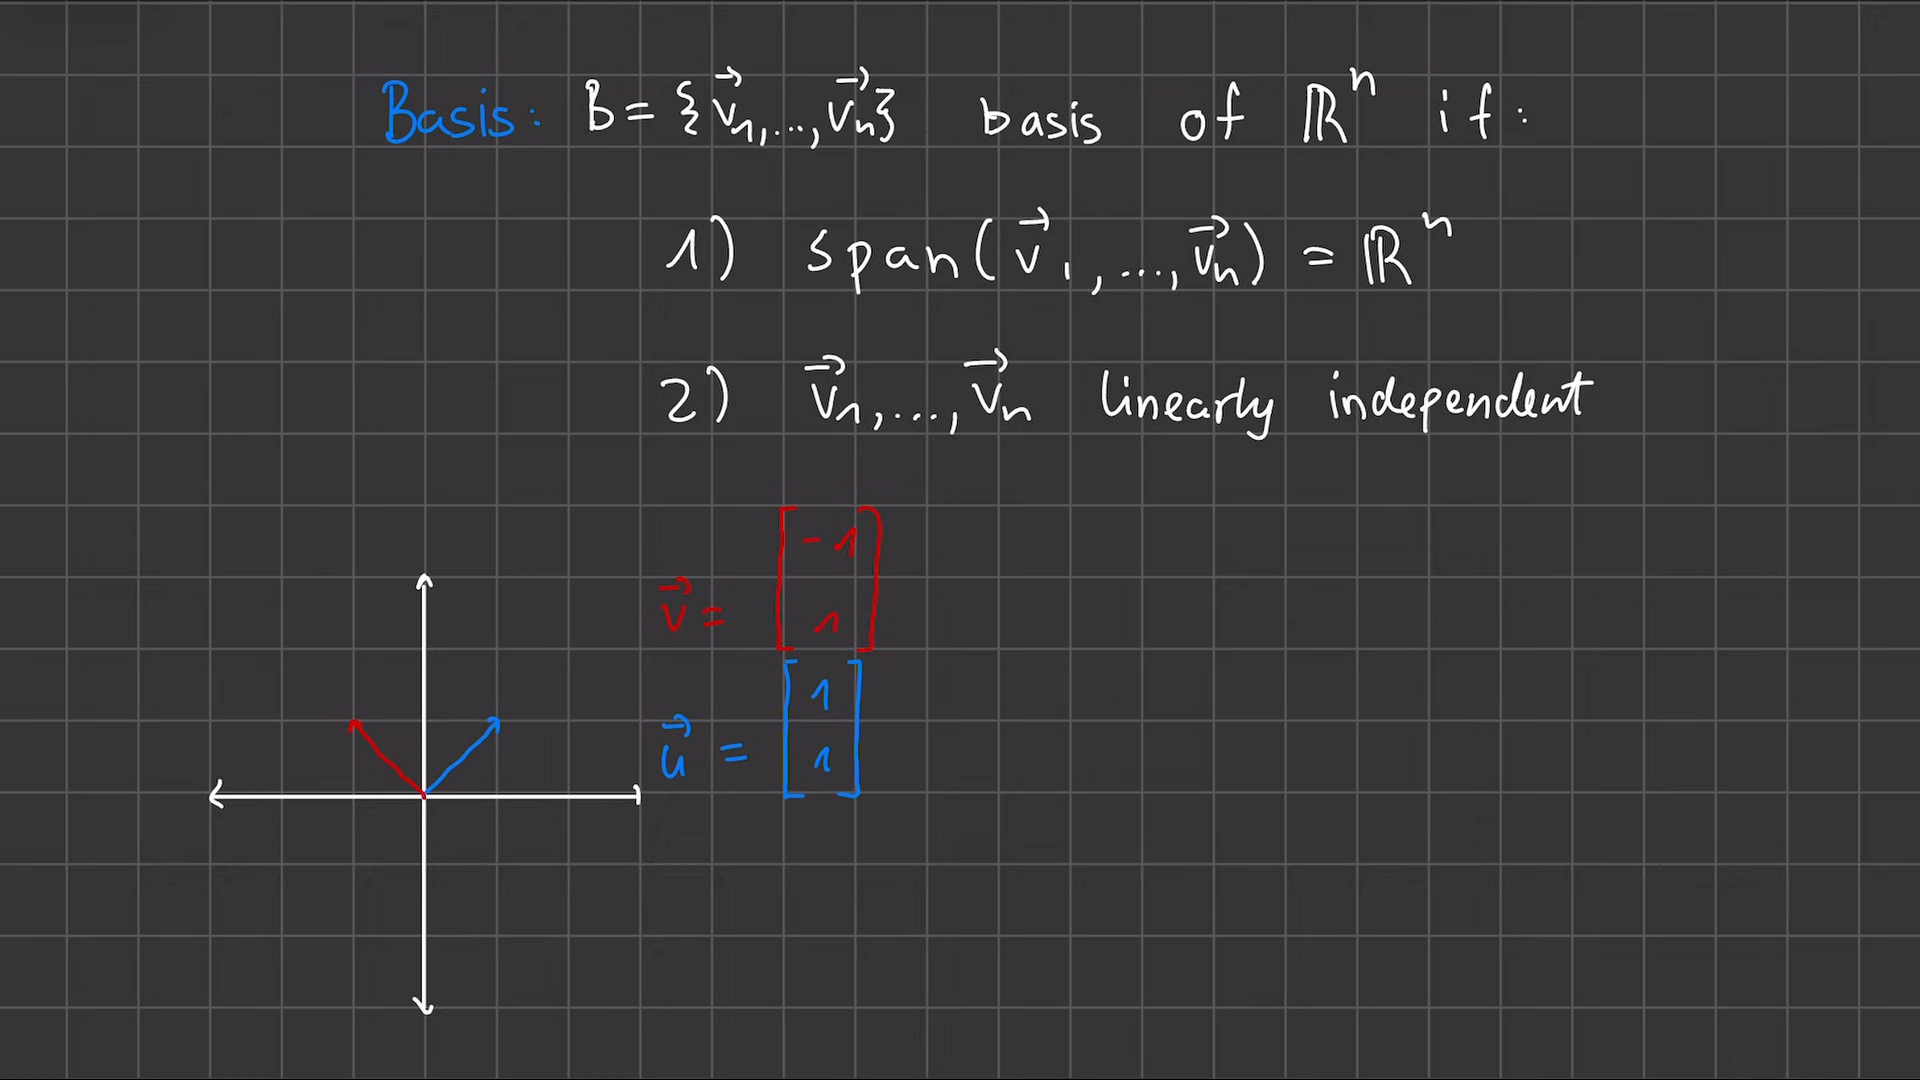 Basis: B = {v⃗₁,...,v⃗ₙ} basis of ℝⁿ if:
1) span(v⃗₁,...,v⃗ₙ) = ℝⁿ
2) v⃗₁,...,v⃗ₙ linearly independent
v⃗ = [-1 1]
u⃗ = [1 1]